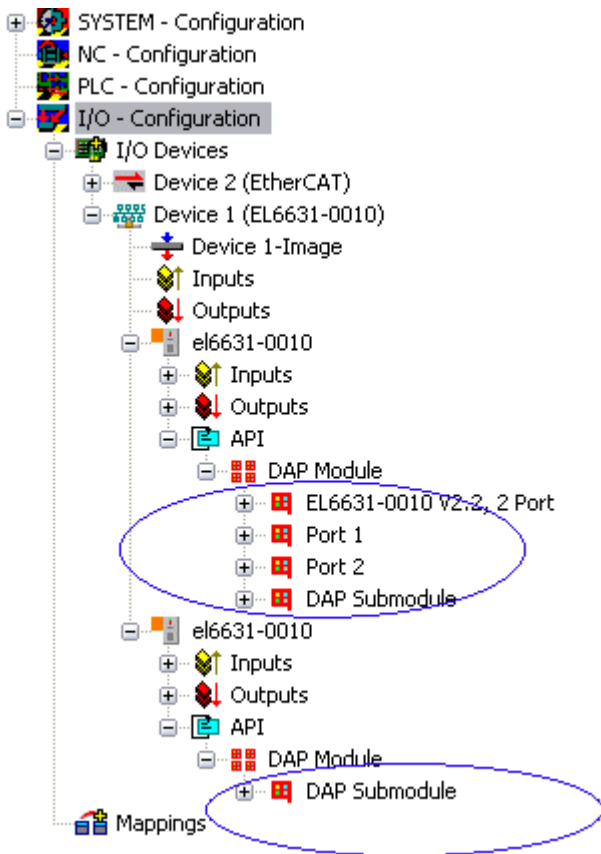 SYSTEM - Configuration
NC - Configuration
PLC - Configuration
I/O - Configuration
I/O Devices
Device 2 (EtherCAT)
Device 1 (EL6631-0010)
Device 1-Image
Inputs
Outputs
el6631-0010
Inputs
Outputs
API
DAP Module
EL6631-0010 V2.2, 2 Port
Port 1
Port 2
DAP Submodule
el6631-0010
Inputs
Outputs
API
DAP Module
DAP Submodule
Mappings